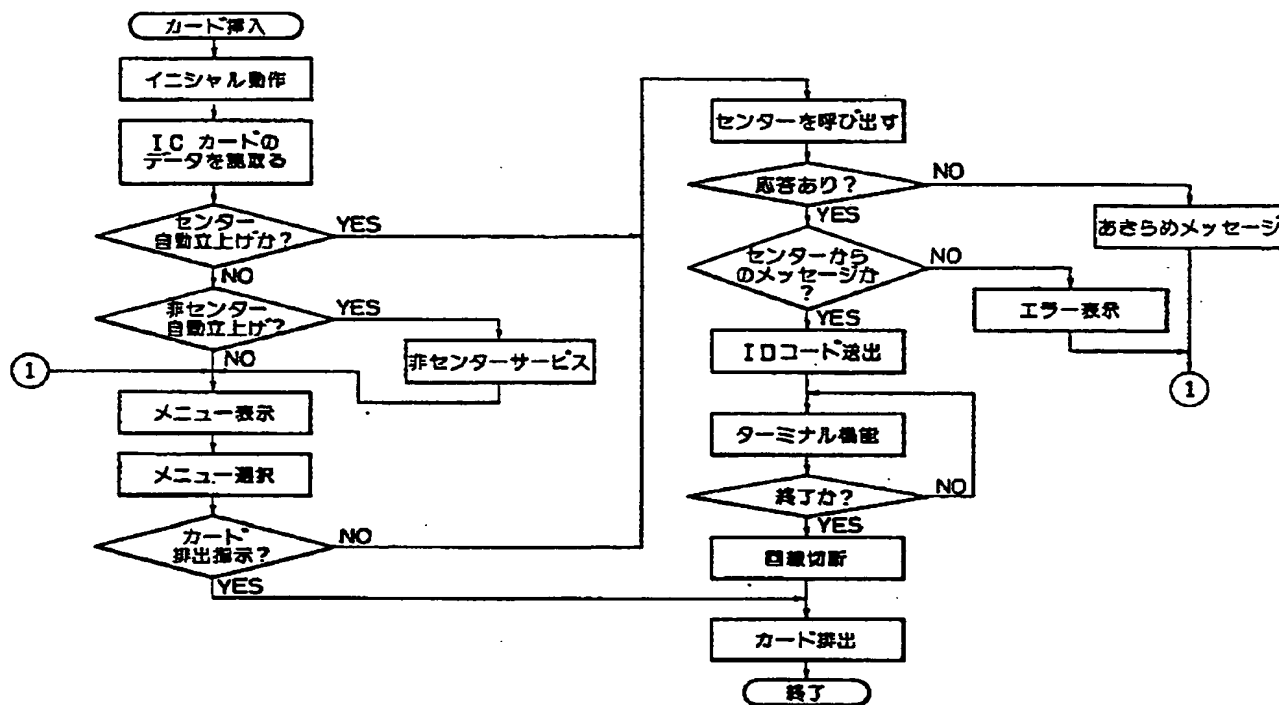 カード挿入
イニシャル動作
IC カードの
データを読取る
センター
自動立上げか？
YES
NO
非センター
自動立上げ？
YES
NO
非センターサービス
1
メニュー表示
メニュー選択
カード
排出指示？
NO
YES
センターを呼び出す
応答あり？
NO
YES
あきらめメッセージ
センターから
のメッセージか
？
NO
YES
エラー表示
IDコード送出
1
ターミナル機能
終了か？
NO
YES
回線切断
カード排出
終了